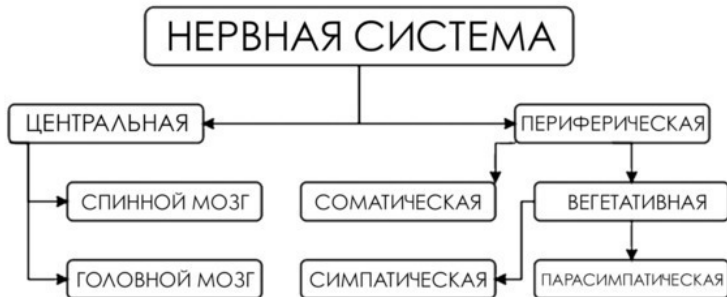 НЕРВНАЯ СИСТЕМА
ЦЕНТРАЛЬНАЯ
ПЕРИФЕРИЧЕСКАЯ
СПИННОЙ МОЗГ
СОМАТИЧЕСКАЯ
ВЕГЕТАТИВНАЯ
ГОЛОВНОЙ МОЗГ
СИМПАТИЧЕСКАЯ
ПАРАСИМПАТИЧЕСКАЯ